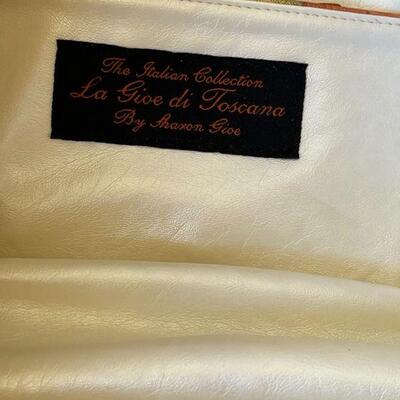 The Italian Collection
La Gioe di Toscana
By Sharon Gioe